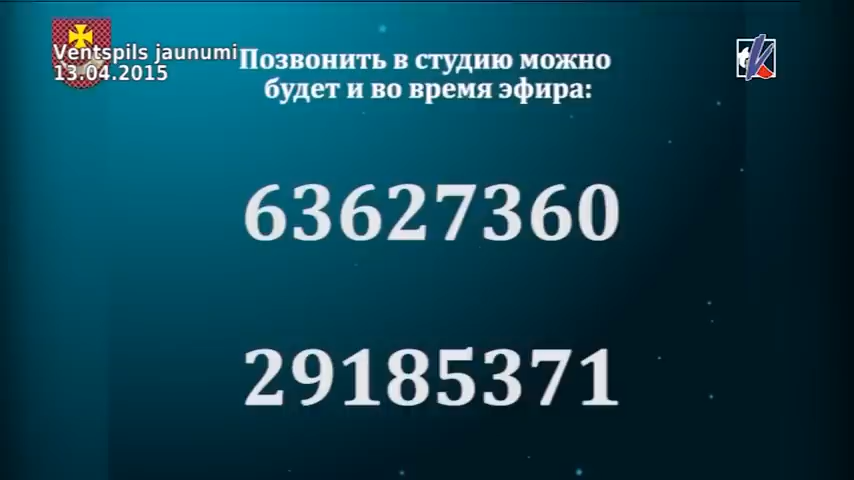 Ventspils jaunumi
13.04.2015
Позвонить в студию можно
будет и во время эфира:
63627360
29185371